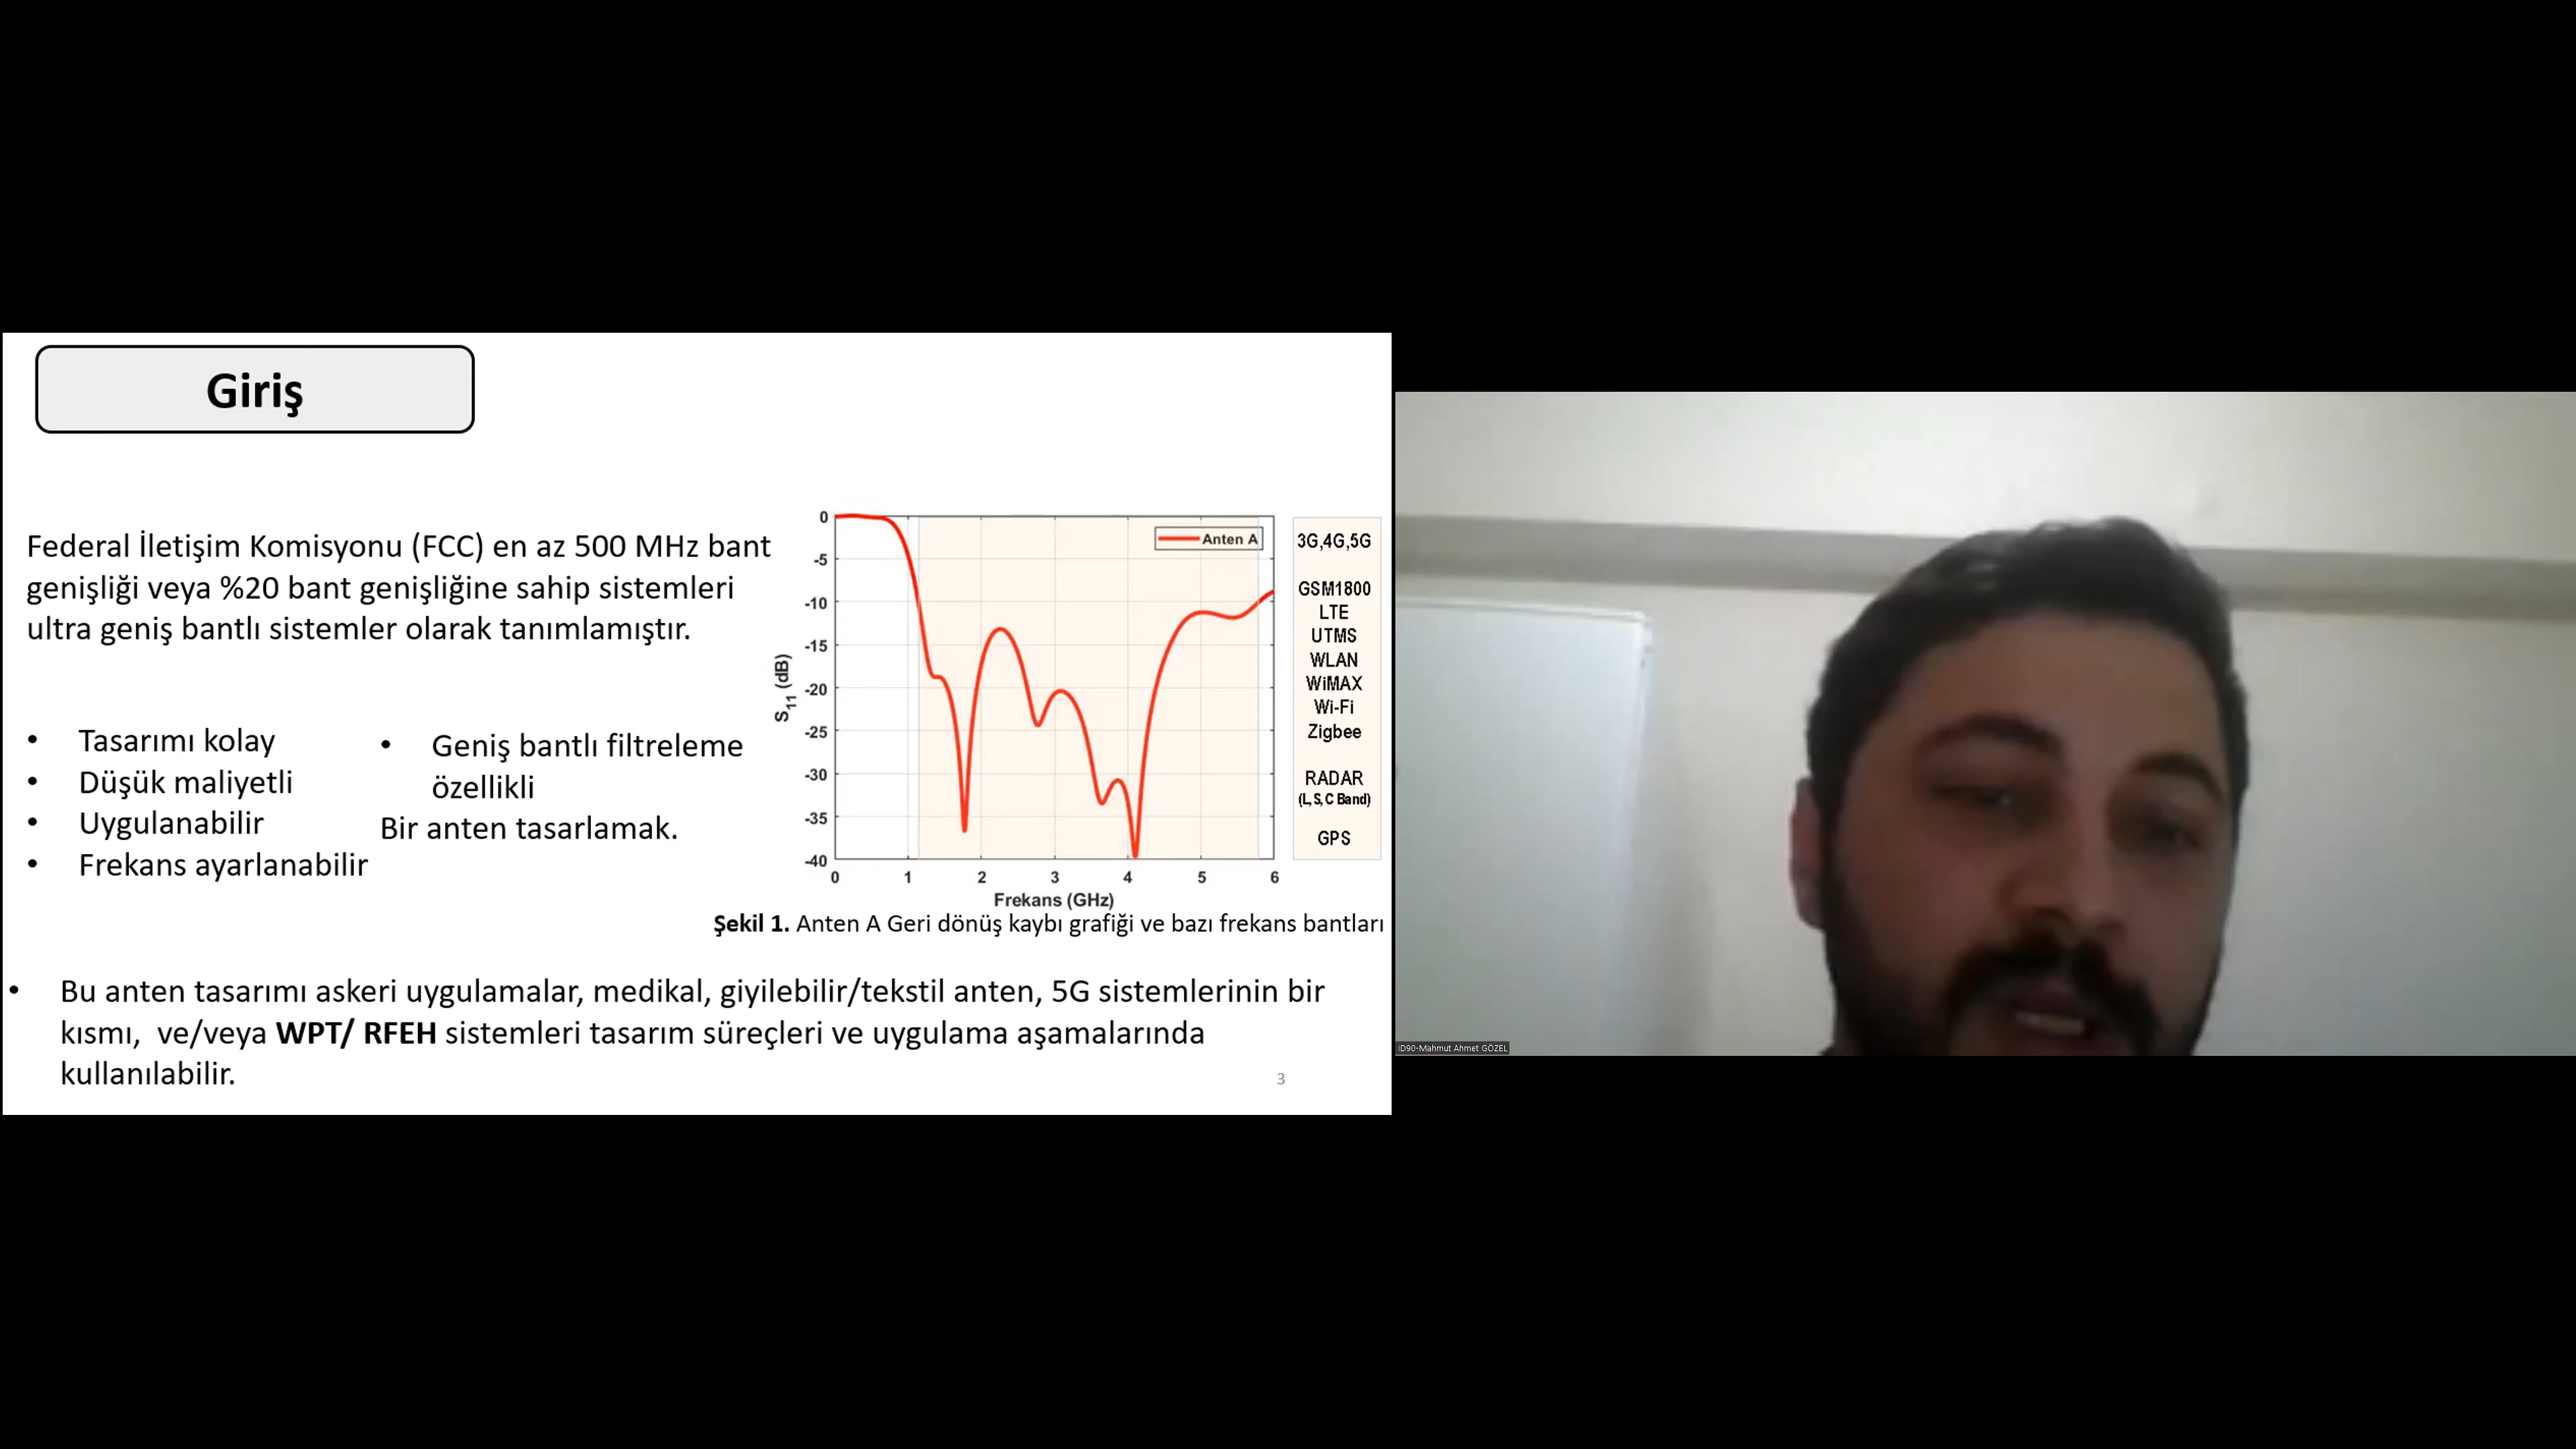 Giriş
Federal İletişim Komisyonu (FCC) en az 500 MHz bant
genişliği veya %20 bant genişliğine sahip sistemleri
ultra geniş bantlı sistemler olarak tanımlamıştır.
• Tasarımı kolay
• Düşük maliyetli
• Uygulanabilir
• Frekans ayarlanabilir
• Geniş bantlı filtreleme
özellikli
Bir anten tasarlamak.
S11 (dB)
0
-5
-10
-15
-20
-25
-30
-35
-40
Anten A
0 1 2 3 4 5 6
Frekans (GHz)
3G,4G,5G
GSM1800
LTE
UTMS
WLAN
WiMAX
Wi-Fi
Zigbee
RADAR
(L,S,C Band)
GPS
Şekil 1. Anten A Geri dönüş kaybı grafiği ve bazı frekans bantları
• Bu anten tasarımı askeri uygulamalar, medikal, giyilebilir/tekstil anten, 5G sistemlerinin bir
kısmı, ve/veya WPT/ RFEH sistemleri tasarım süreçleri ve uygulama aşamalarında
kullanılabilir.
3
ID90-Mahmut Ahmet GÖZEL